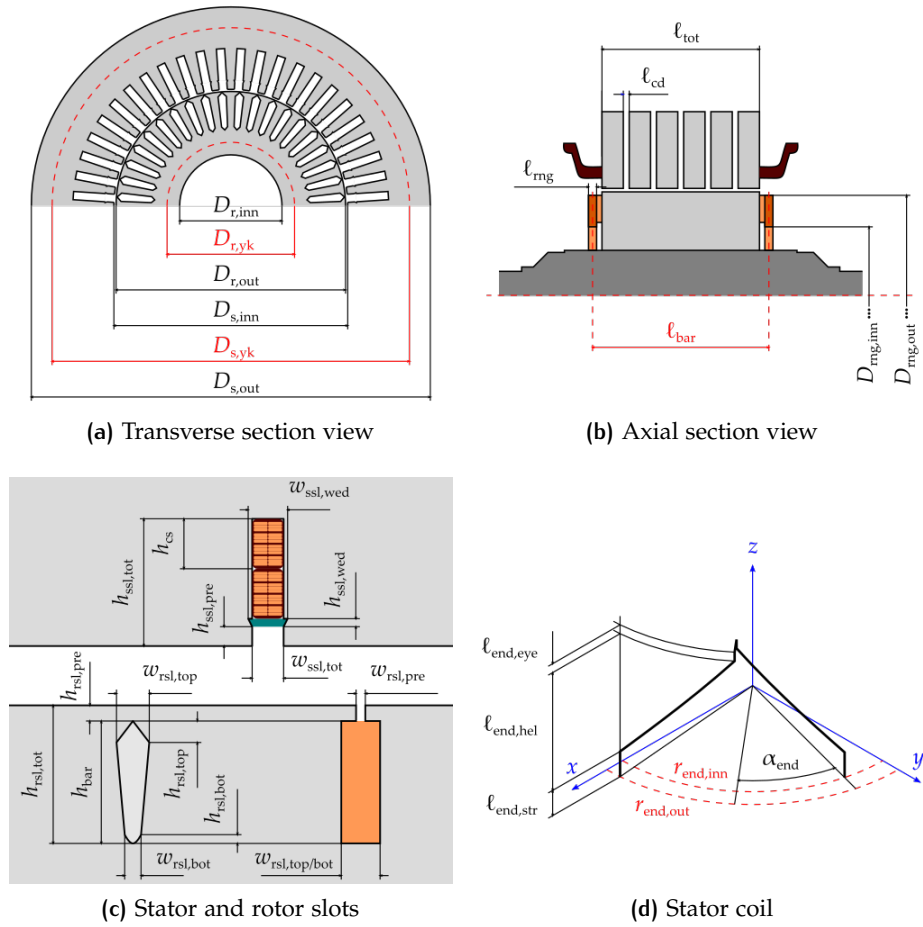 D_r,inn
D_r,yk
D_r,out
D_s,inn
D_s,yk
D_s,out
(a) Transverse section view
ℓ_tot
ℓ_cd
ℓ_rng
ℓ_bar
D_rng,inn ...
D_rng,out ...
(b) Axial section view
w_ssl,wed
h_cs
h_ssl,tot
h_ssl,pre
h_ssl,wed
w_ssl,tot
h_rsl,pre
w_rsl,top
w_rsl,pre
h_rsl,tot
h_bar
h_rsl,top
h_rsl,bot
w_rsl,bot
w_rsl,top/bot
(c) Stator and rotor slots
z
ℓ_end,eye
ℓ_end,hel
ℓ_end,str
x
y
r_end,inn
r_end,out
α_end
(d) Stator coil